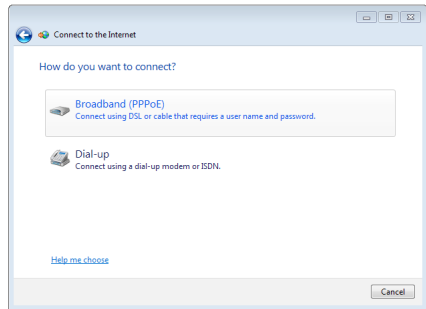 Connect to the Internet
How do you want to connect?
Broadband (PPPoE)
Connect using DSL or cable that requires a user name and password.
Dial-up
Connect using a dial-up modem or ISDN.
Help me choose
Cancel